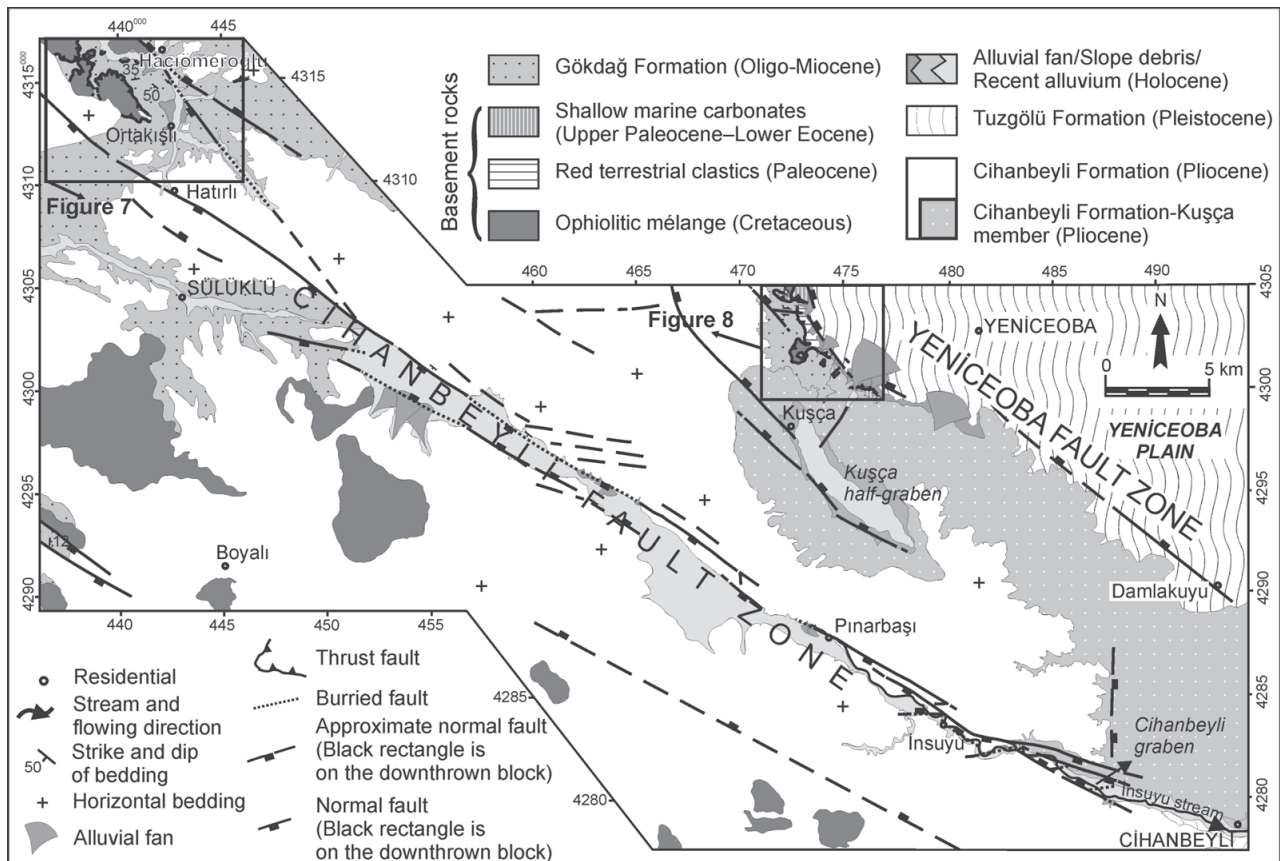 440000
445
4315000
4310
4305
4300
4295
4290
Hacıömeroğlu
35
50
Ortakışlı
Hatırlı
Figure 7
4315
4310
SÜLÜKLÜ
Boyalı
12
440
445
450
455
CİHANBEYLİ FAULT ZONE
460
465
470
475
480
485
490
4305
4300
4295
4290
4285
4280
Figure 8
Kuşça
Kuşça
half-graben
YENİCEOBA
YENİCEOBA FAULT ZONE
YENİCEOBA
PLAIN
N
0
5 km
Damlakuyu
Pınarbaşı
İnsuyu
Cihanbeyli
graben
İnsuyu stream
CİHANBEYLİ
4285
4280
Basement rocks
Gökdağ Formation (Oligo-Miocene)
Shallow marine carbonates
(Upper Paleocene–Lower Eocene)
Red terrestrial clastics (Paleocene)
Ophiolitic mélange (Cretaceous)
Alluvial fan/Slope debris/
Recent alluvium (Holocene)
Tuzgölü Formation (Pleistocene)
Cihanbeyli Formation (Pliocene)
Cihanbeyli Formation-Kuşça
member (Pliocene)
Residential
Stream and
flowing direction
50
Strike and dip
of bedding
Horizontal bedding
Alluvial fan
Thrust fault
Burried fault
Approximate normal fault
(Black rectangle is
on the downthrown block)
Normal fault
(Black rectangle is
on the downthrown block)